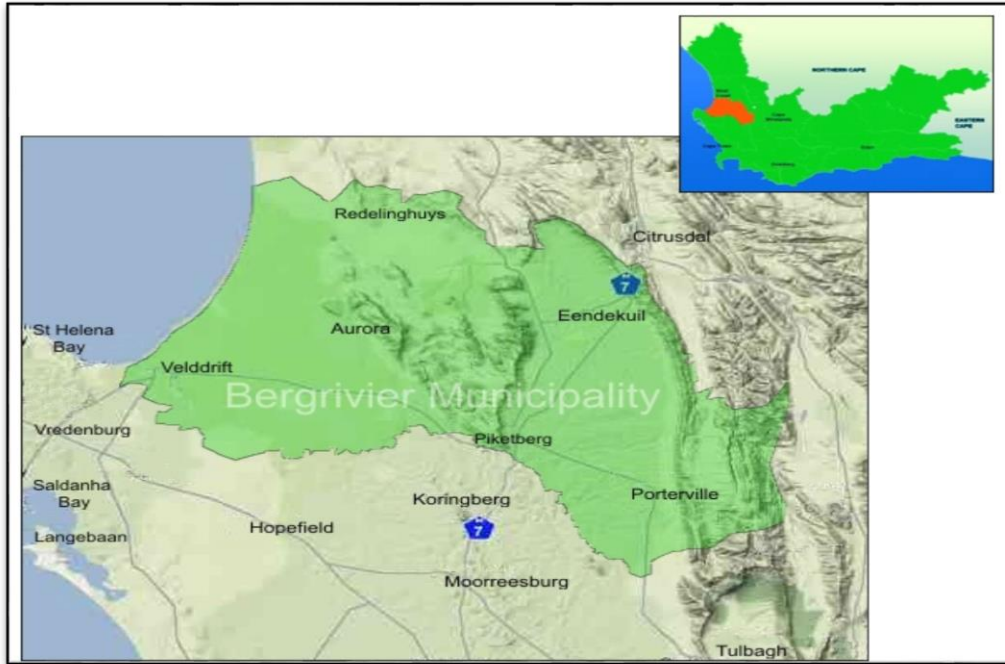 NORTHERN CAPE
EASTERN
CAPE
Redelinghuys
Citrusdal
7
Eendekuil
Aurora
St Helena
Bay
Velddrift
Bergrivier Municipality
Vredenburg
Piketberg
Saldanha
Bay
Koringberg
Porterville
7
Hopefield
Langebaan
Moorreesburg
Tulbagh